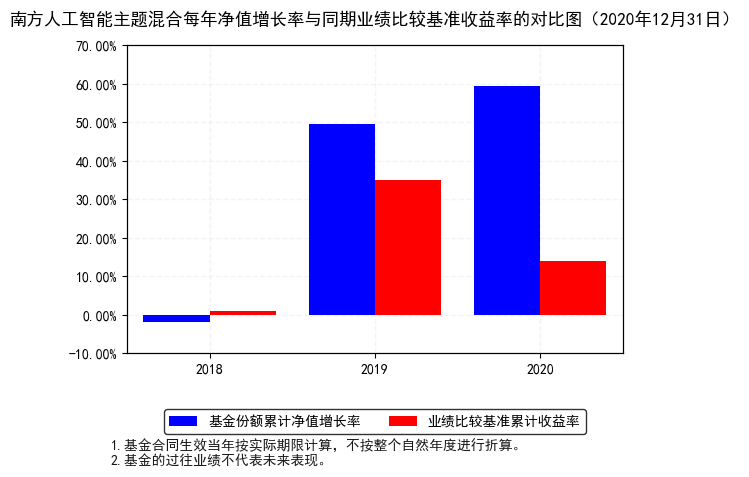 南方人工智能主题混合每年净值增长率与同期业绩比较基准收益率的对比图（2020年12月31日）
70.00%
60.00%
50.00%
40.00%
30.00%
20.00%
10.00%
0.00%
-10.00%
2018 2019 2020
基金份额累计净值增长率 业绩比较基准累计收益率
1.基金合同生效当年按实际期限计算，不按整个自然年度进行折算。
2.基金的过往业绩不代表未来表现。